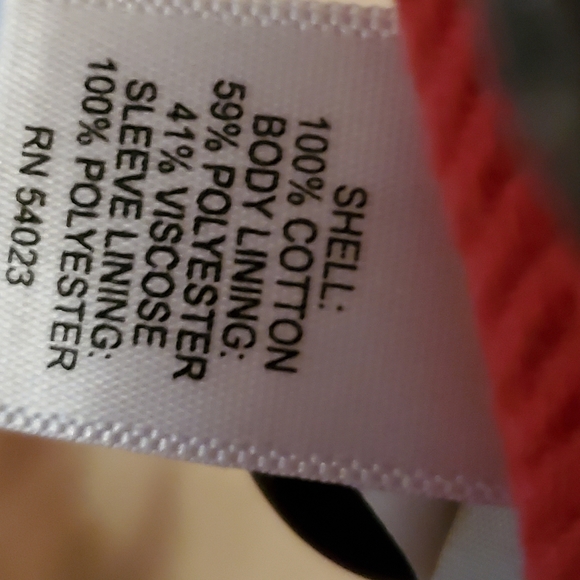 SHELL:
100% COTTON
BODY LINING:
59% POLYESTER
41% VISCOSE
SLEEVE LINING:
100% POLYESTER
RN 54023